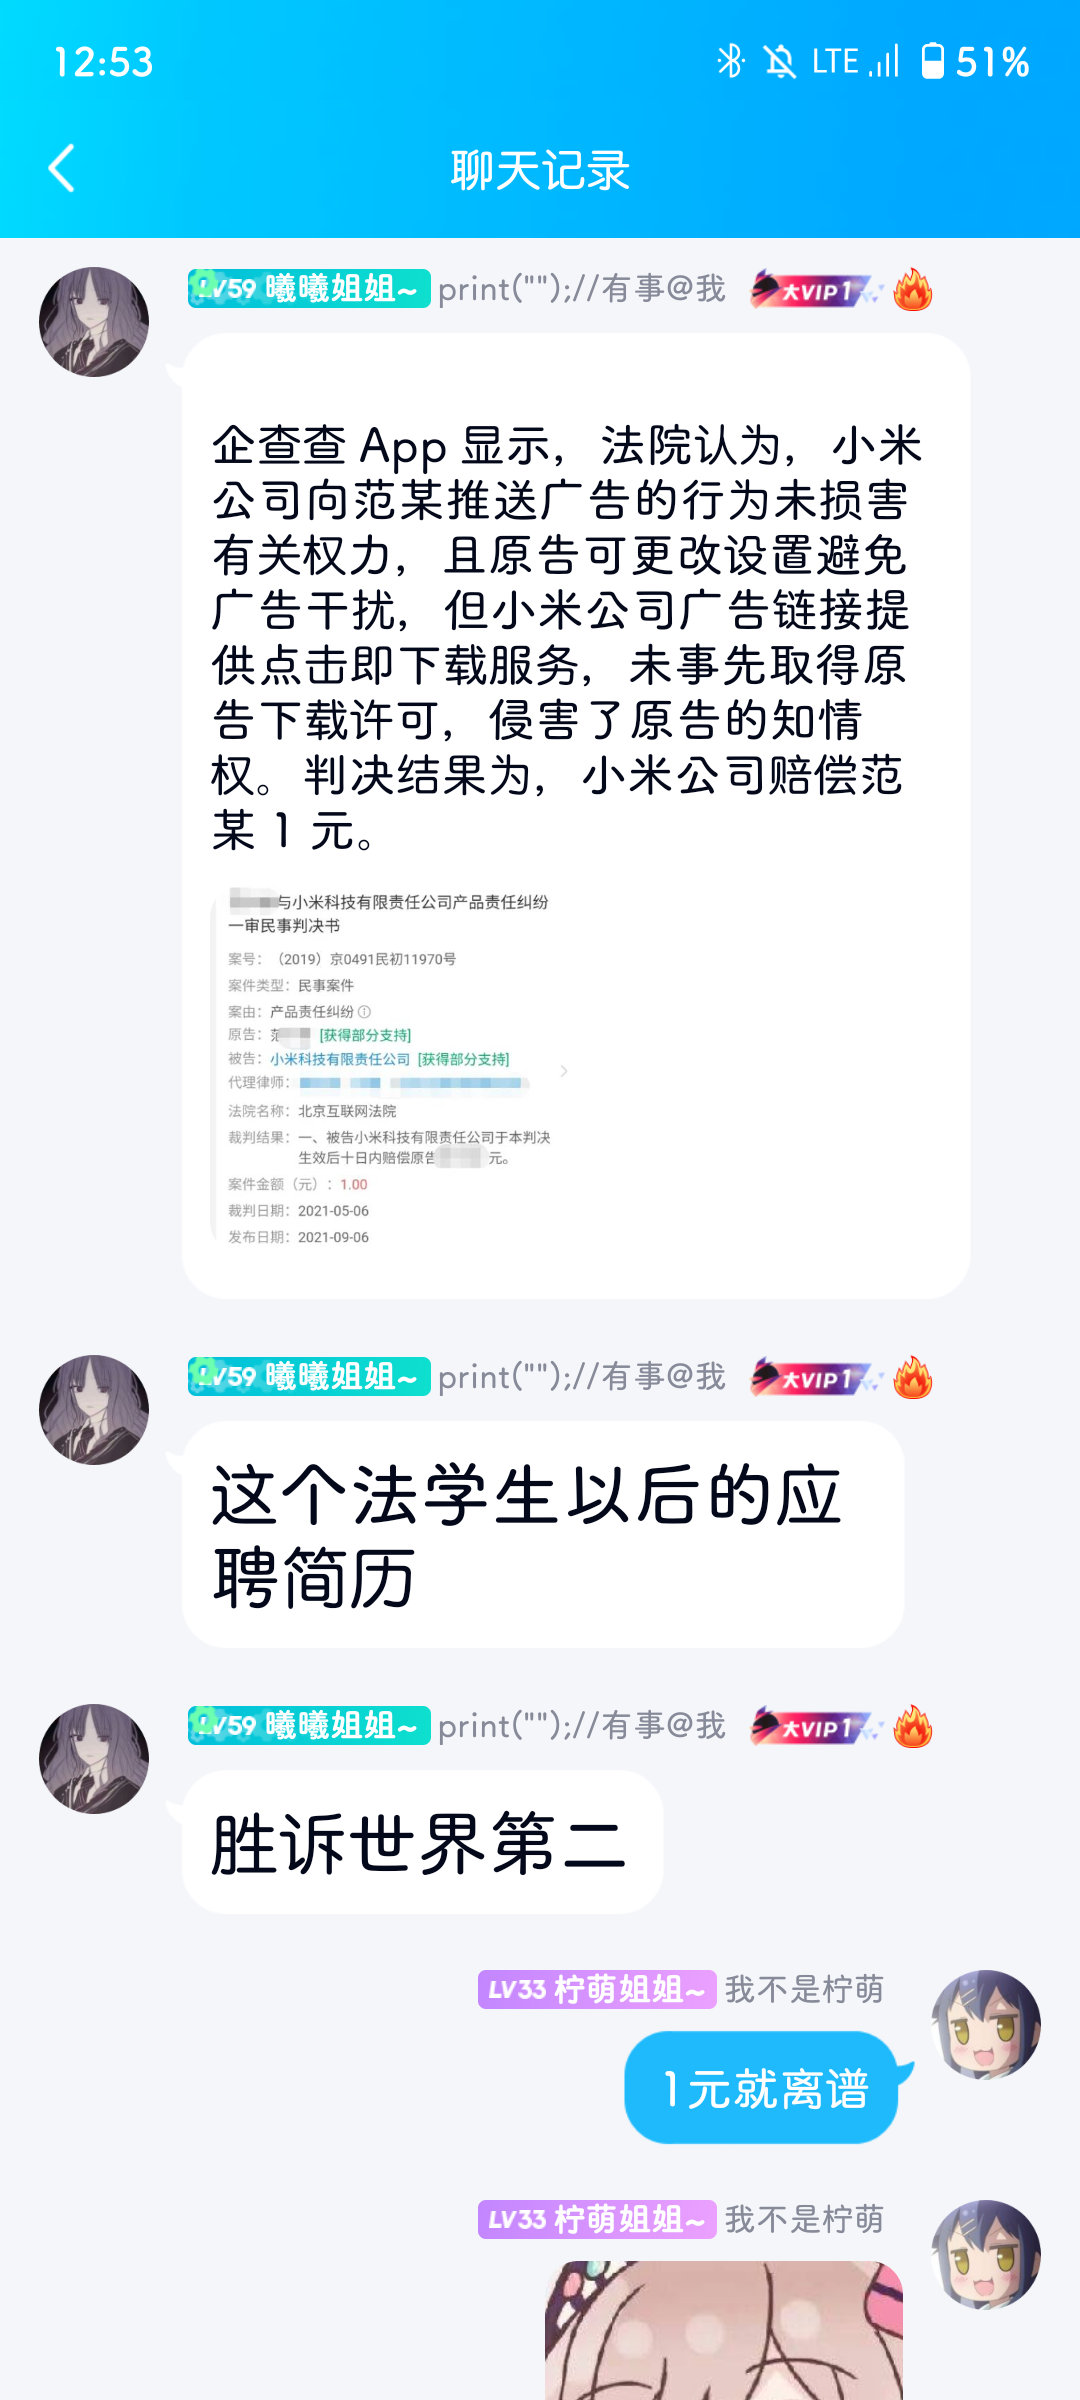 12:53
LTE 51%
聊天记录
LV59 曦曦姐姐~ print("");//有事@我 大VIP1
企查查 App 显示，法院认为，小米
公司向范某推送广告的行为未损害
有关权力，且原告可更改设置避免
广告干扰，但小米公司广告链接提
供点击即下载服务，未事先取得原
告下载许可，侵害了原告的知情
权。判决结果为，小米公司赔偿范
某 1 元。
与小米科技有限责任公司产品责任纠纷
一审民事判决书
案号：（2019）京0491民初11970号
案件类型：民事案件
案由：产品责任纠纷
原告：范 [获得部分支持]
被告：小米科技有限责任公司 [获得部分支持]
代理律师：
法院名称：北京互联网法院
裁判结果：一、被告小米科技有限责任公司于本判决
生效后十日内赔偿原告 元。
案件金额（元）：1.00
裁判日期：2021-05-06
发布日期：2021-09-06
LV59 曦曦姐姐~ print("");//有事@我 大VIP1
这个法学生以后的应
聘简历
LV59 曦曦姐姐~ print("");//有事@我 大VIP1
胜诉世界第二
LV33 柠萌姐姐~ 我不是柠萌
1元就离谱
LV33 柠萌姐姐~ 我不是柠萌